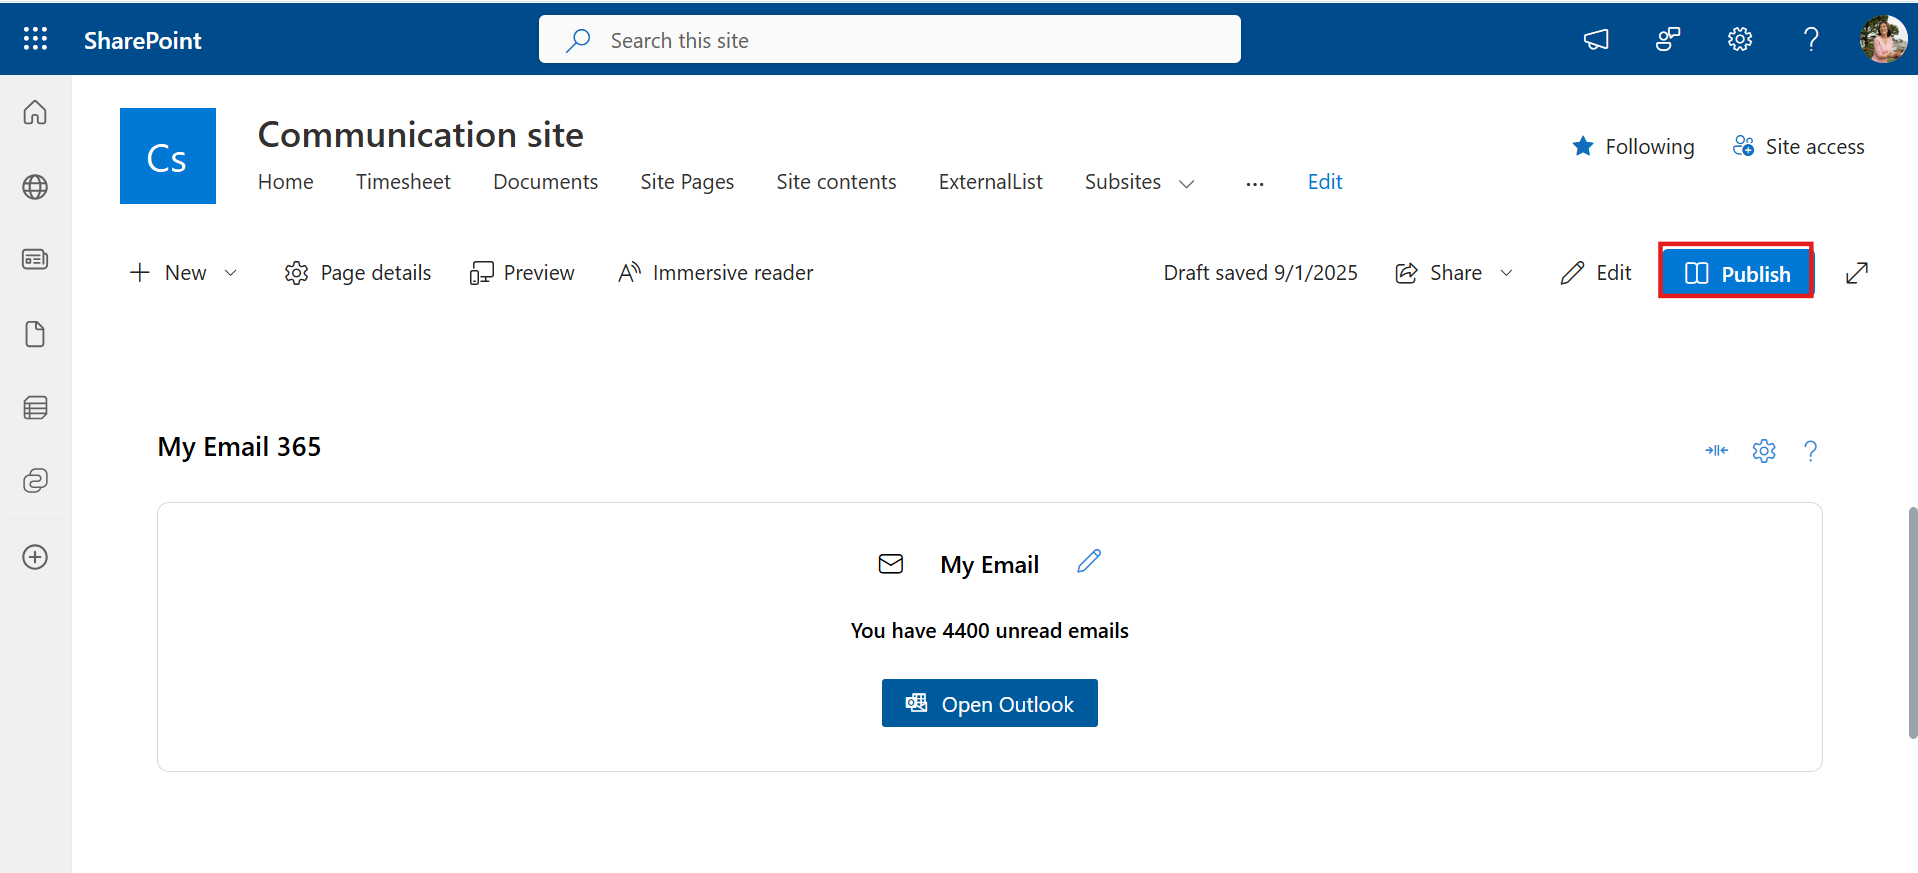 SharePoint
Search this site
Cs
Communication site
Following
Site access
Home Timesheet Documents Site Pages Site contents ExternalList Subsites ... Edit
New Page details Preview Immersive reader Draft saved 9/1/2025 Share Edit Publish
My Email 365
My Email
You have 4400 unread emails
Open Outlook